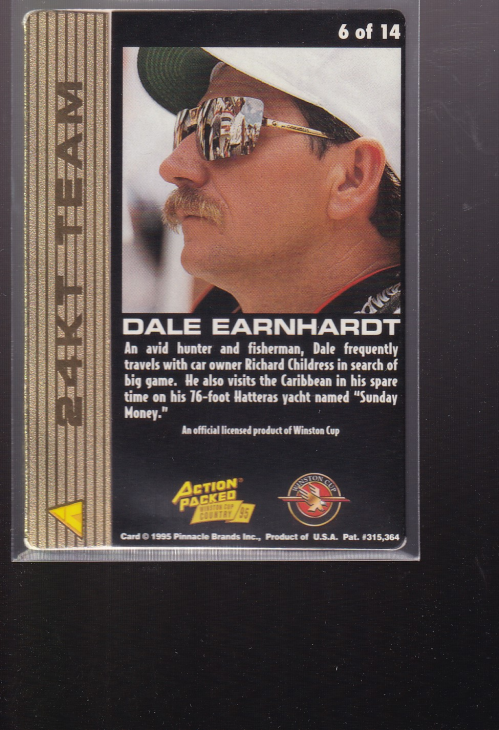 6 of 14
24KT TEAM
DALE EARNHARDT
An avid hunter and fisherman, Dale frequently
travels with car owner Richard Childress in search of
big game. He also visits the Caribbean in his spare
time on his 76-foot Hatteras yacht named "Sunday
Money."
An official licensed product of Winston Cup
ACTION
PACKED
WINSTON CUP
COUNTRY 95
WINSTON CUP
Card © 1995 Pinnacle Brands Inc., Product of U.S.A. Pat. #315,364